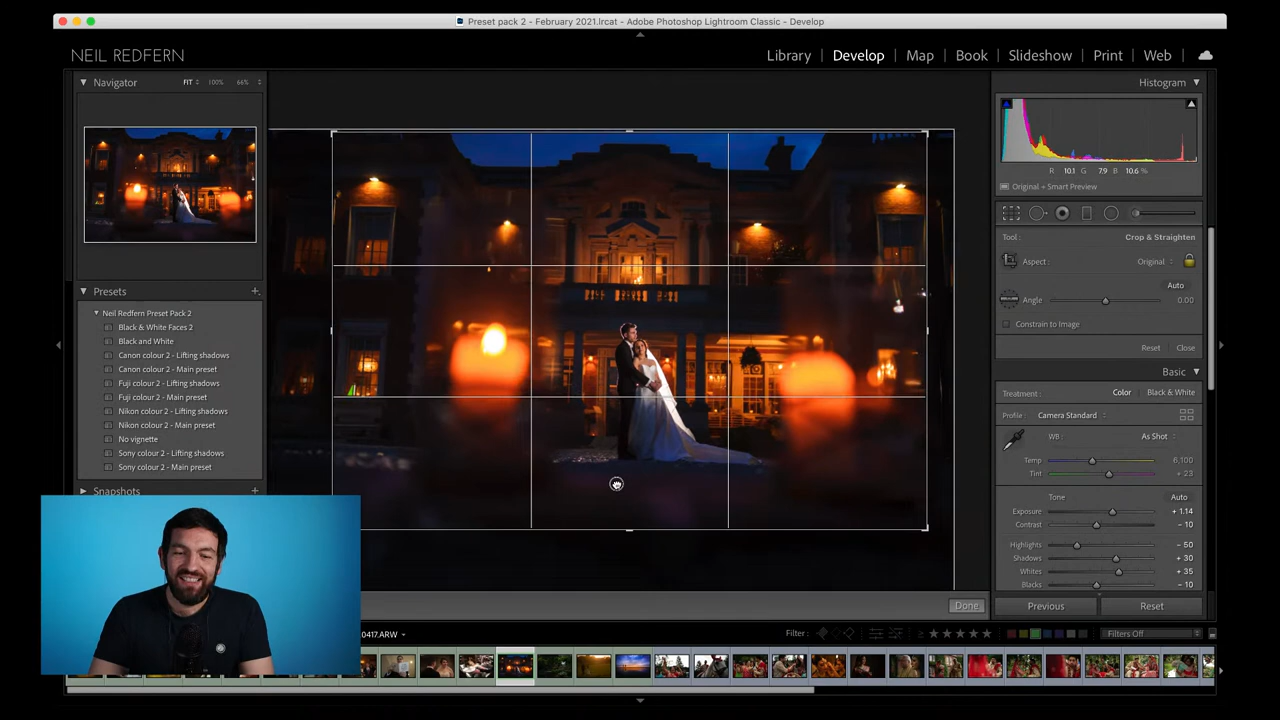 Preset pack 2 - February 2021.lrcat - Adobe Photoshop Lightroom Classic - Develop
NEIL REDFERN
Library | Develop | Map | Book | Slideshow | Print | Web
Navigator FIT 100% 66%
Histogram
R 10.1 G 7.9 B 10.6 %
Original + Smart Preview
Tool : Crop & Straighten
Aspect : Original
Auto
Angle 0.00
Constrain to Image
Reset Close
Presets
Neil Redfern Preset Pack 2
Black & White Faces 2
Black and White
Canon colour 2 - Lifting shadows
Canon colour 2 - Main preset
Fuji colour 2 - Lifting shadows
Fuji colour 2 - Main preset
Nikon colour 2 - Lifting shadows
Nikon colour 2 - Main preset
No vignette
Sony colour 2 - Lifting shadows
Sony colour 2 - Main preset
Snapshots
Basic
Treatment : Color | Black & White
Profile : Camera Standard
WB : As Shot
Temp 6,100
Tint + 23
Tone Auto
Exposure + 1.14
Contrast - 10
Highlights - 50
Shadows + 30
Whites + 35
Blacks - 10
Done
Previous Reset
0417.ARW
Filter : Filters Off